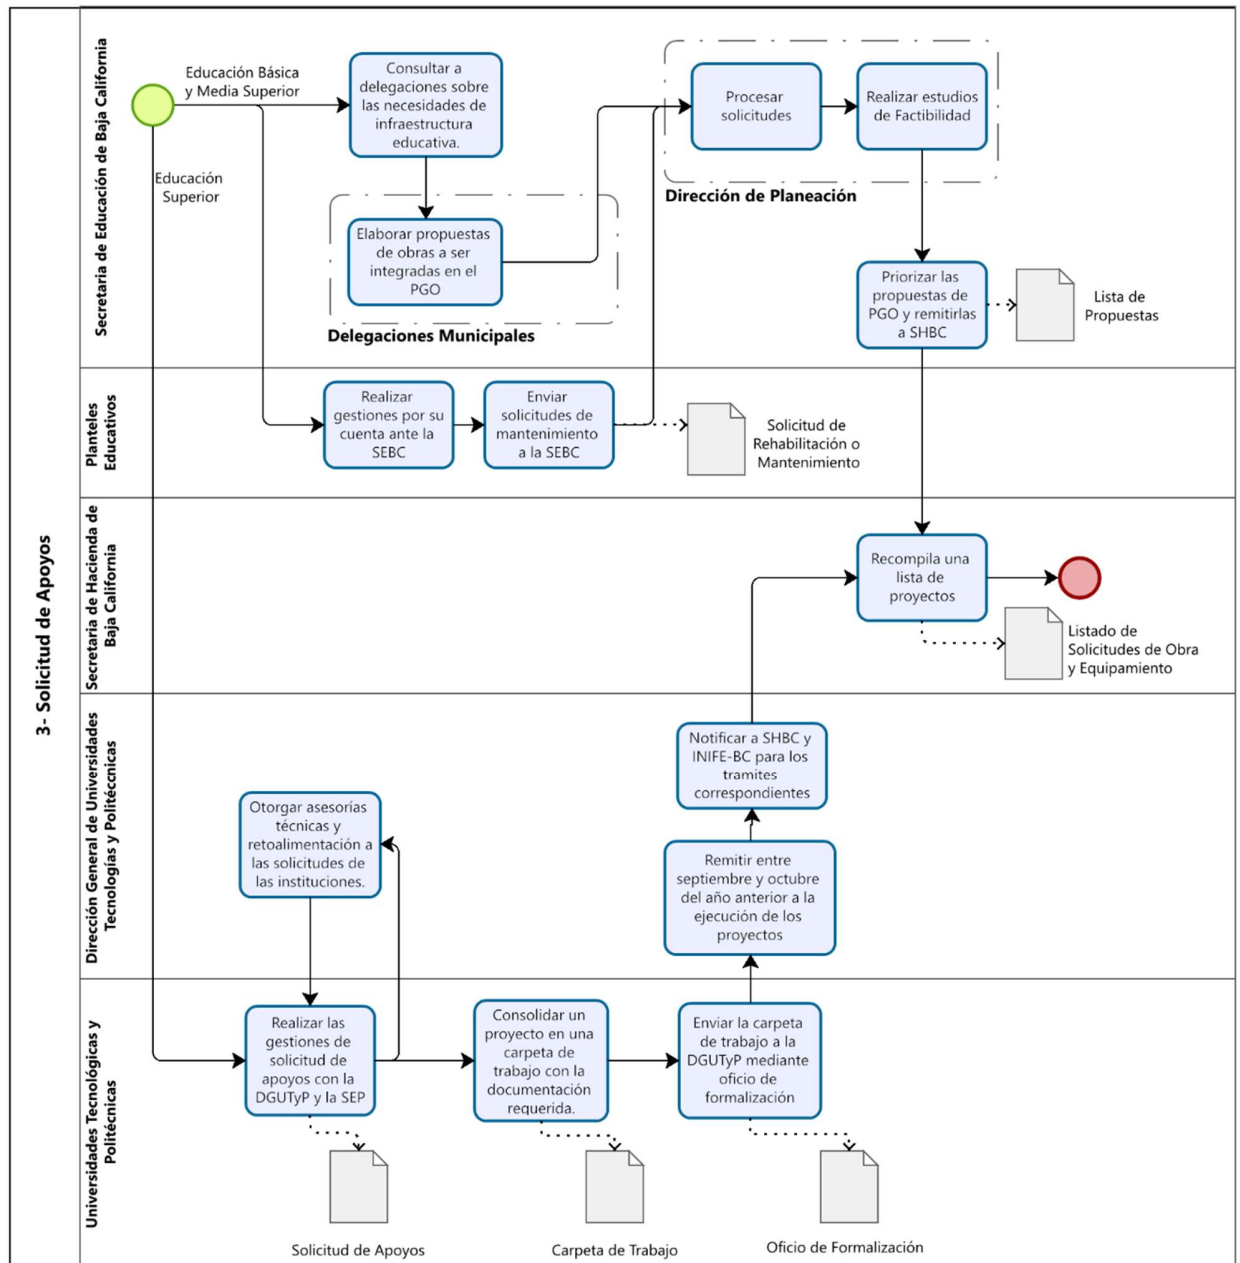 3- Solicitud de Apoyos
Secretaria de Educación de Baja California
Educación Básica
y Media Superior
Educación
Superior
Consultar a
delegaciones sobre
las necesidades de
infraestructura
educativa.
Elaborar propuestas
de obras a ser
integradas en el
PGO
Delegaciones Municipales
Procesar
solicitudes
Realizar estudios
de Factibilidad
Dirección de Planeación
Priorizar las
propuestas de
PGO y remitirlas
a SHBC
Lista de
Propuestas
Planteles
Educativos
Realizar
gestiones por su
cuenta ante la
SEBC
Enviar
solicitudes de
mantenimiento
a la SEBC
Solicitud de
Rehabilitación o
Mantenimiento
Secretaria de Hacienda de
Baja California
Recompila una
lista de
proyectos
Listado de
Solicitudes de Obra
y Equipamiento
Dirección General de Universidades
Tecnologías y Politéccnicas
Otorgar asesorías
técnicas y
retoalimentación a
las solicitudes de
las instituciones.
Notificar a SHBC y
INIFE-BC para los
tramites
correspondientes
Remitir entre
septiembre y octubre
del año anterior a la
ejecución de los
proyectos
Universidades Tecnológicas y
Politécnicas
Realizar las
gestiones de
solicitud de
apoyos con la
DGUTyP y la SEP
Consolidar un
proyecto en una
carpeta de
trabajo con la
documentación
requerida.
Enviar la carpeta
de trabajo a la
DGUTyP mediante
oficio de
formalización
Solicitud de Apoyos
Carpeta de Trabajo
Oficio de Formalización